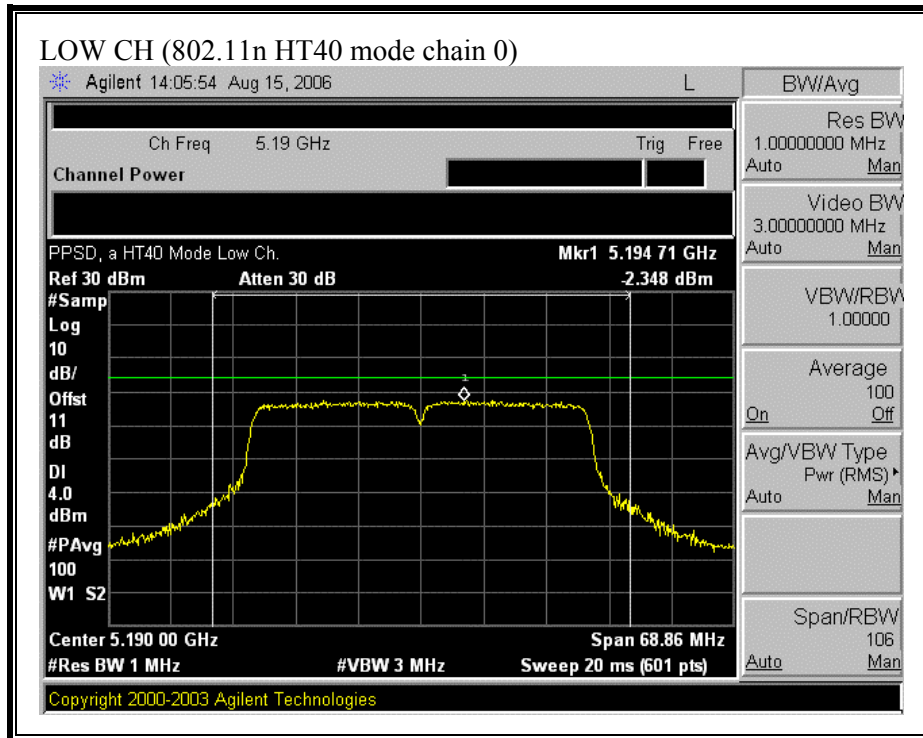 LOW CH (802.11n HT40 mode chain 0)
Agilent 14:05:54 Aug 15, 2006 L
BW/Avg
Ch Freq 5.19 GHz Trig Free
Channel Power
Res BW
1.00000000 MHz
Auto Man
Video BW
3.00000000 MHz
Auto Man
PPSD, a HT40 Mode Low Ch. Mkr1 5.194 71 GHz
Ref 30 dBm Atten 30 dB -2.348 dBm
#Samp
Log
10
dB/
Offst
11
dB
DI
4.0
dBm
#PAvg
100
W1 S2
1
VBW/RBW
1.00000
Average
100
On Off
Avg/VBW Type
Pwr (RMS)
Auto Man
Center 5.190 00 GHz Span 68.86 MHz
#Res BW 1 MHz #VBW 3 MHz Sweep 20 ms (601 pts)
Span/RBW
106
Auto Man
Copyright 2000-2003 Agilent Technologies